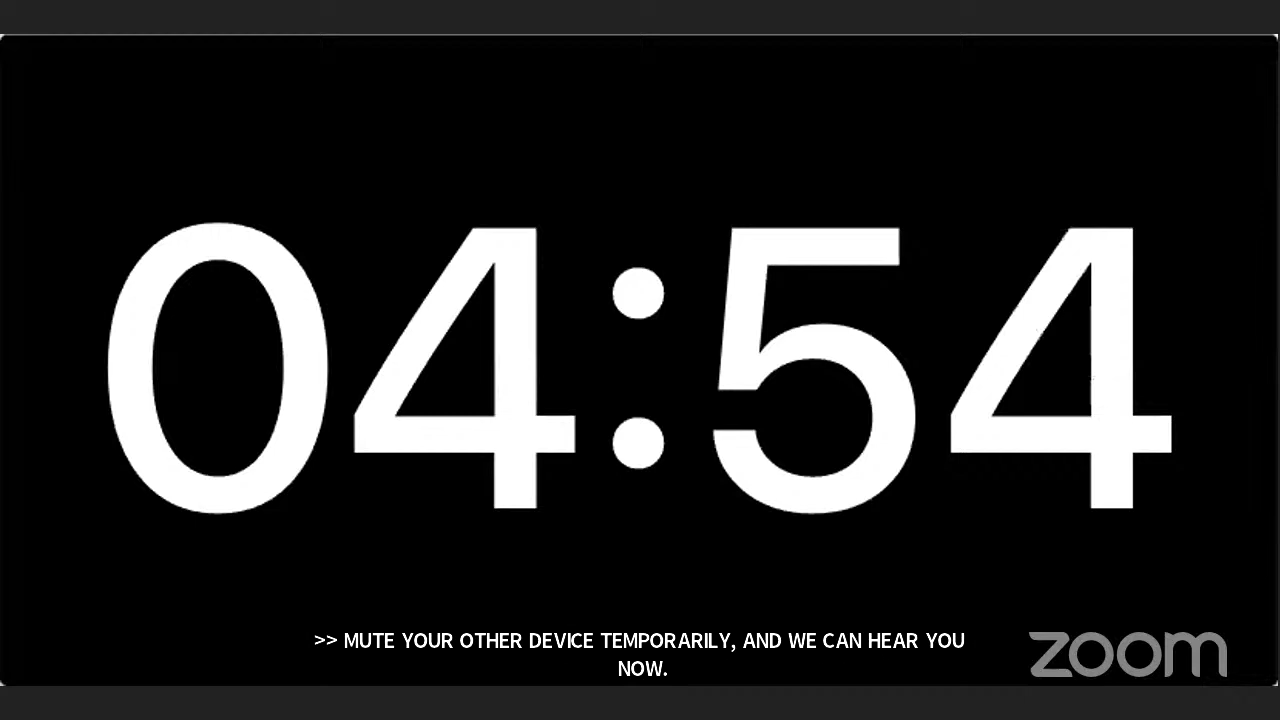 04:54
>> MUTE YOUR OTHER DEVICE TEMPORARILY, AND WE CAN HEAR YOU
NOW.
zoom